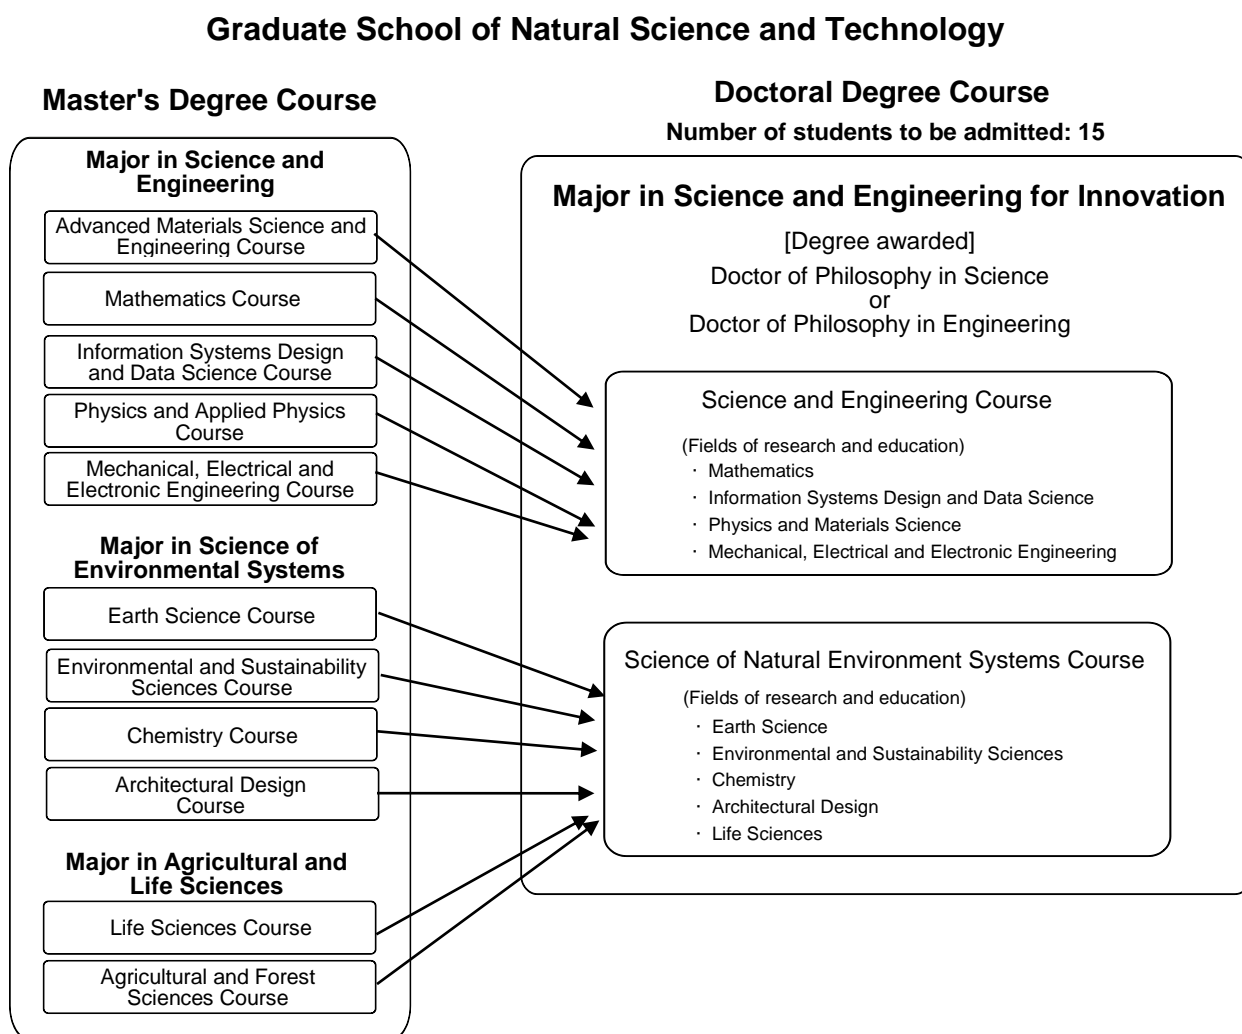 Graduate School of Natural Science and Technology
Master's Degree Course
Major in Science and
Engineering
Advanced Materials Science and
Engineering Course
Mathematics Course
Information Systems Design
and Data Science Course
Physics and Applied Physics
Course
Mechanical, Electrical and
Electronic Engineering Course
Major in Science of
Environmental Systems
Earth Science Course
Environmental and Sustainability
Sciences Course
Chemistry Course
Architectural Design
Course
Major in Agricultural and
Life Sciences
Life Sciences Course
Agricultural and Forest
Sciences Course
Doctoral Degree Course
Number of students to be admitted: 15
Major in Science and Engineering for Innovation
[Degree awarded]
Doctor of Philosophy in Science
or
Doctor of Philosophy in Engineering
Science and Engineering Course
(Fields of research and education)
・ Mathematics
・ Information Systems Design and Data Science
・ Physics and Materials Science
・ Mechanical, Electrical and Electronic Engineering
Science of Natural Environment Systems Course
(Fields of research and education)
・ Earth Science
・ Environmental and Sustainability Sciences
・ Chemistry
・ Architectural Design
・ Life Sciences